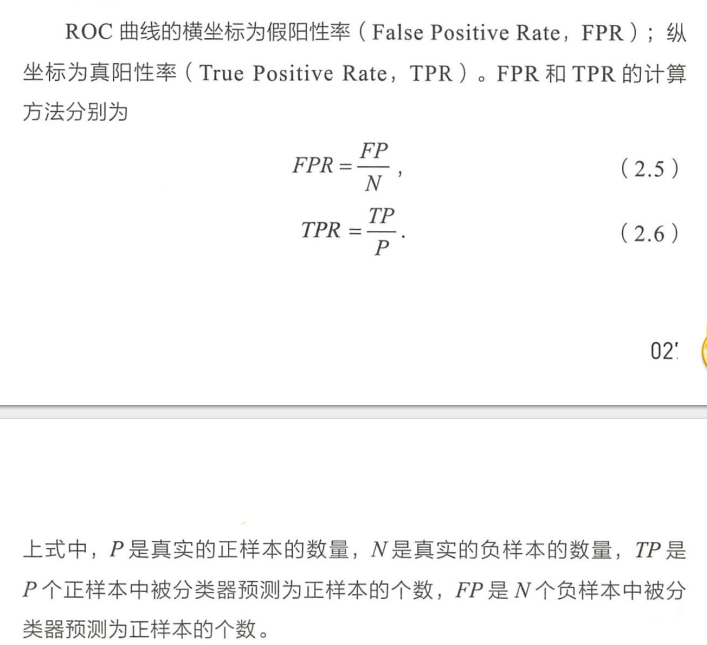 ROC 曲线的横坐标为假阳性率（False Positive Rate，FPR）；纵
坐标为真阳性率（True Positive Rate，TPR）。FPR 和 TPR 的计算
方法分别为
FPR = FP/N ,
（2.5）
TPR = TP/P .
（2.6）
上式中，P 是真实的正样本的数量，N 是真实的负样本的数量，TP 是
P 个正样本中被分类器预测为正样本的个数，FP 是 N 个负样本中被分
类器预测为正样本的个数。